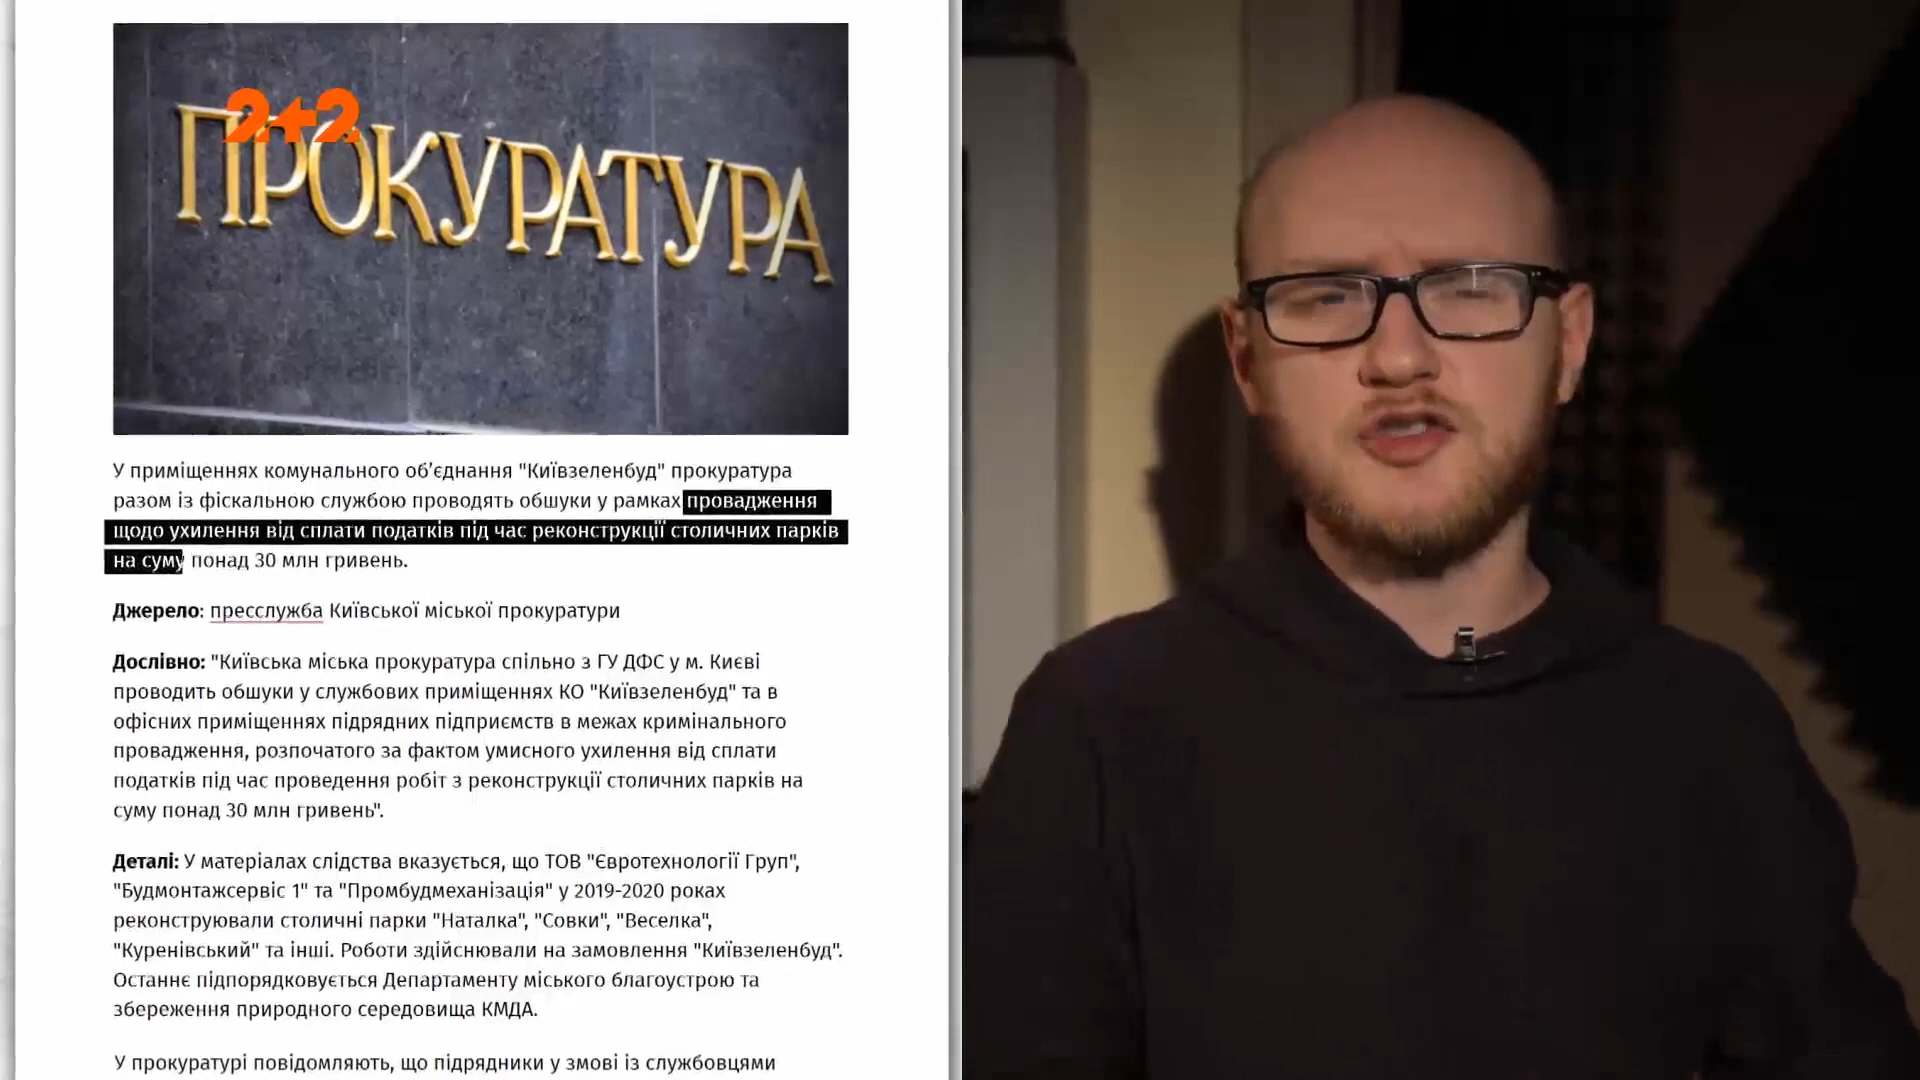 2+2
ПРОКУРАТУРА
У приміщеннях комунального об’єднання "Київзеленбуд" прокуратура
разом із фіскальною службою проводять обшуки у рамках провадження
щодо ухилення від сплати податків під час реконструкції столичних парків
на суму понад 30 млн гривень.
Джерело: пресслужба Київської міської прокуратури
Дослівно: "Київська міська прокуратура спільно з ГУ ДФС у м. Києві
проводить обшуки у службових приміщеннях КО "Київзеленбуд" та в
офісних приміщеннях підрядних підприємств в межах кримінального
провадження, розпочатого за фактом умисного ухилення від сплати
податків під час проведення робіт з реконструкції столичних парків на
суму понад 30 млн гривень".
Деталі: У матеріалах слідства вказується, що ТОВ "Євротехнології Груп",
"Будмонтажсервіс 1" та "Промбудмеханізація" у 2019-2020 роках
реконструювали столичні парки "Наталка", "Совки", "Веселка",
"Куренівський" та інші. Роботи здійснювали на замовлення "Київзеленбуд".
Останнє підпорядковується Департаменту міського благоустрою та
збереження природного середовища КМДА.
У прокуратурі повідомляють, що підрядники у змові із службовцями